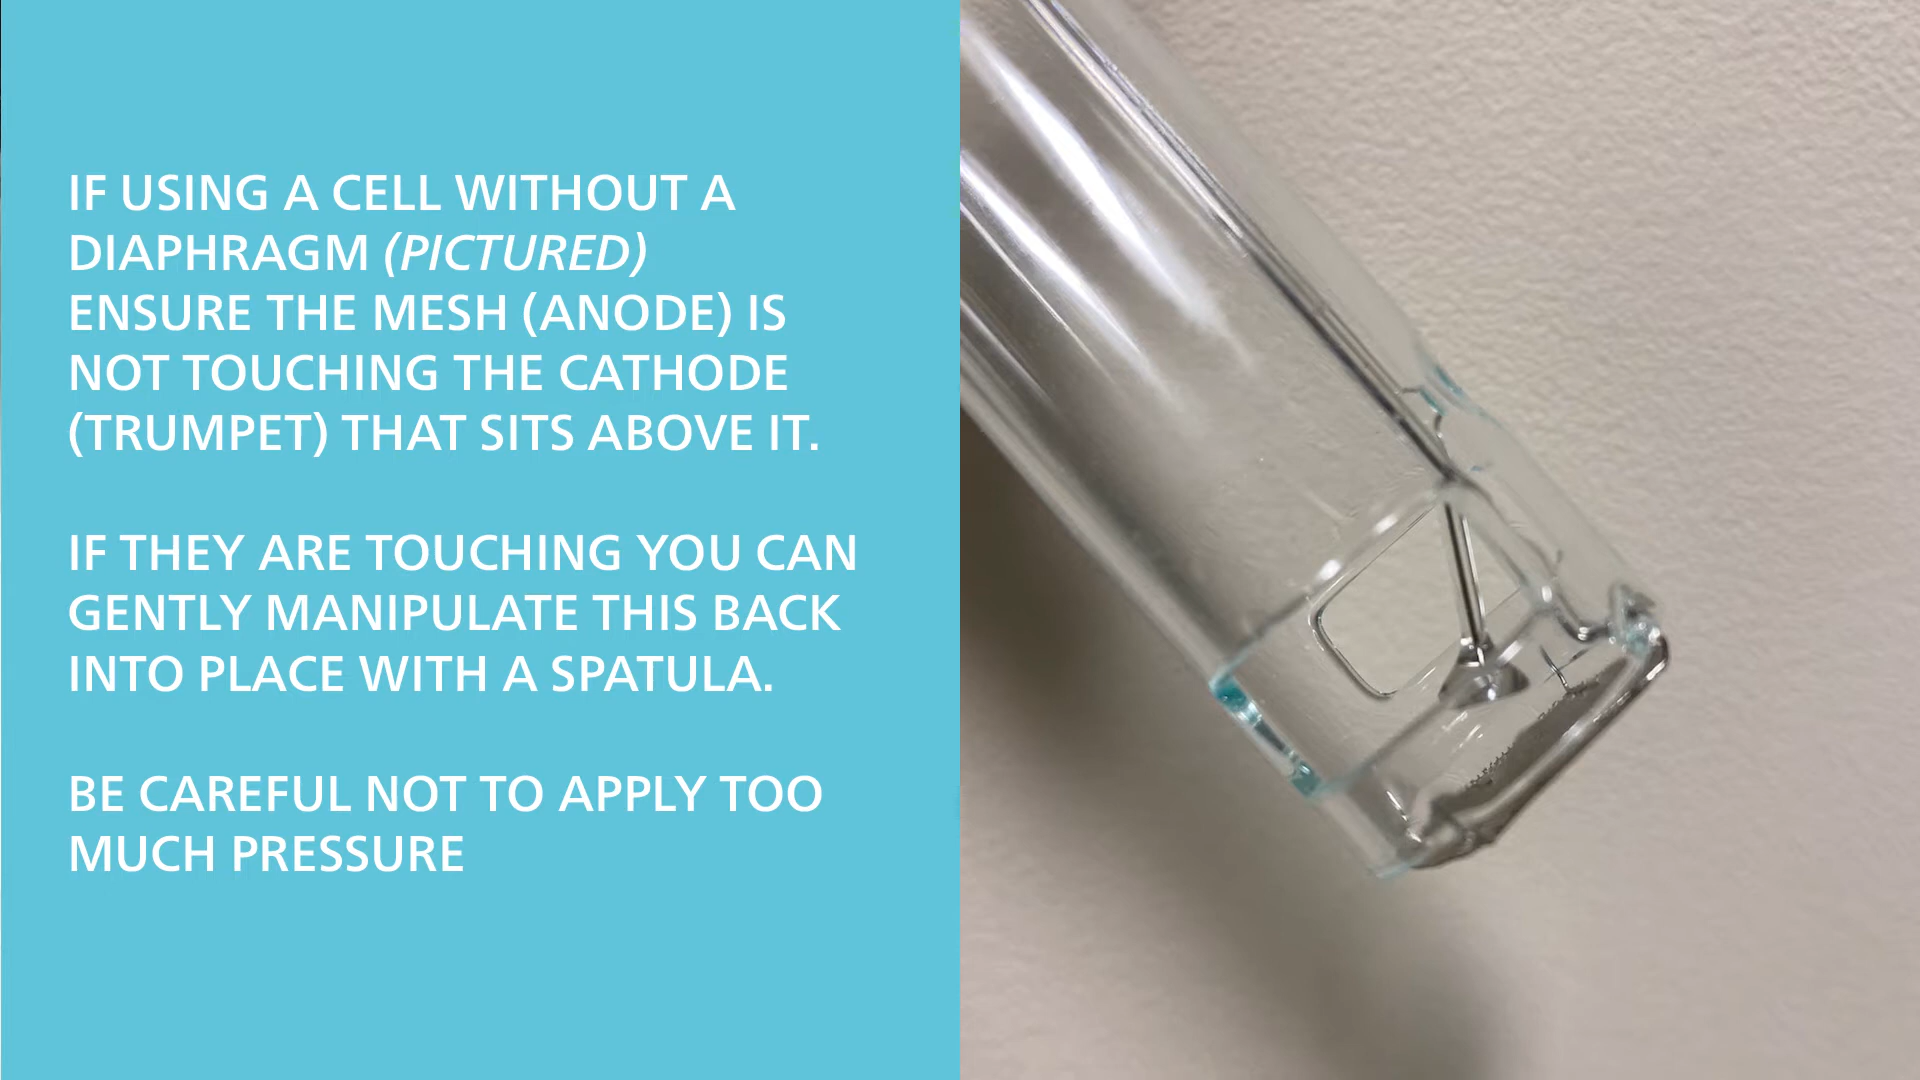 IF USING A CELL WITHOUT A
DIAPHRAGM (PICTURED)
ENSURE THE MESH (ANODE) IS
NOT TOUCHING THE CATHODE
(TRUMPET) THAT SITS ABOVE IT.
IF THEY ARE TOUCHING YOU CAN
GENTLY MANIPULATE THIS BACK
INTO PLACE WITH A SPATULA.
BE CAREFUL NOT TO APPLY TOO
MUCH PRESSURE